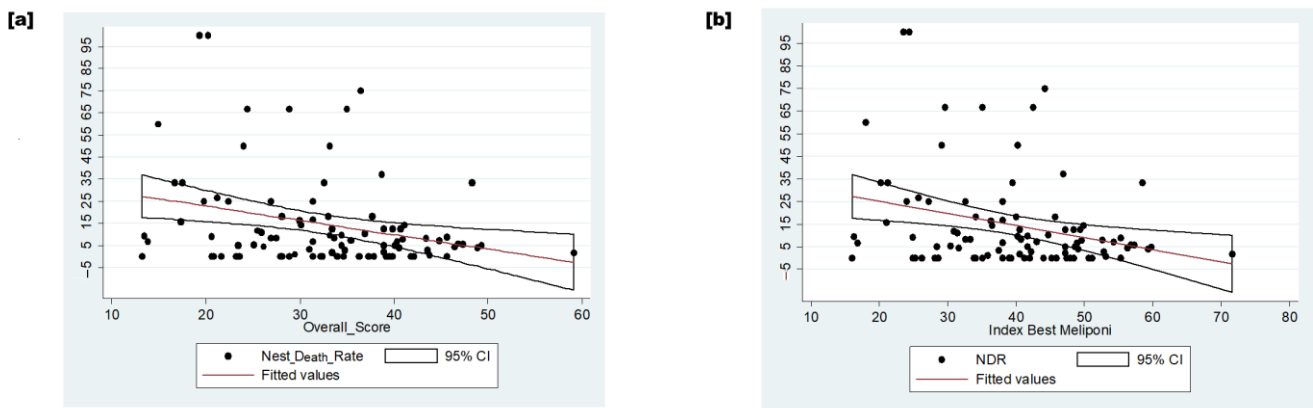 [a]
95
85
75
65
55
45
35
25
15
5
−5
10 20 30 40 50 60
Overall_Score
Nest_Death_Rate 95% CI
Fitted values
[b]
95
85
75
65
55
45
35
25
15
5
−5
10 20 30 40 50 60 70 80
Index Best Meliponi
NDR 95% CI
Fitted values